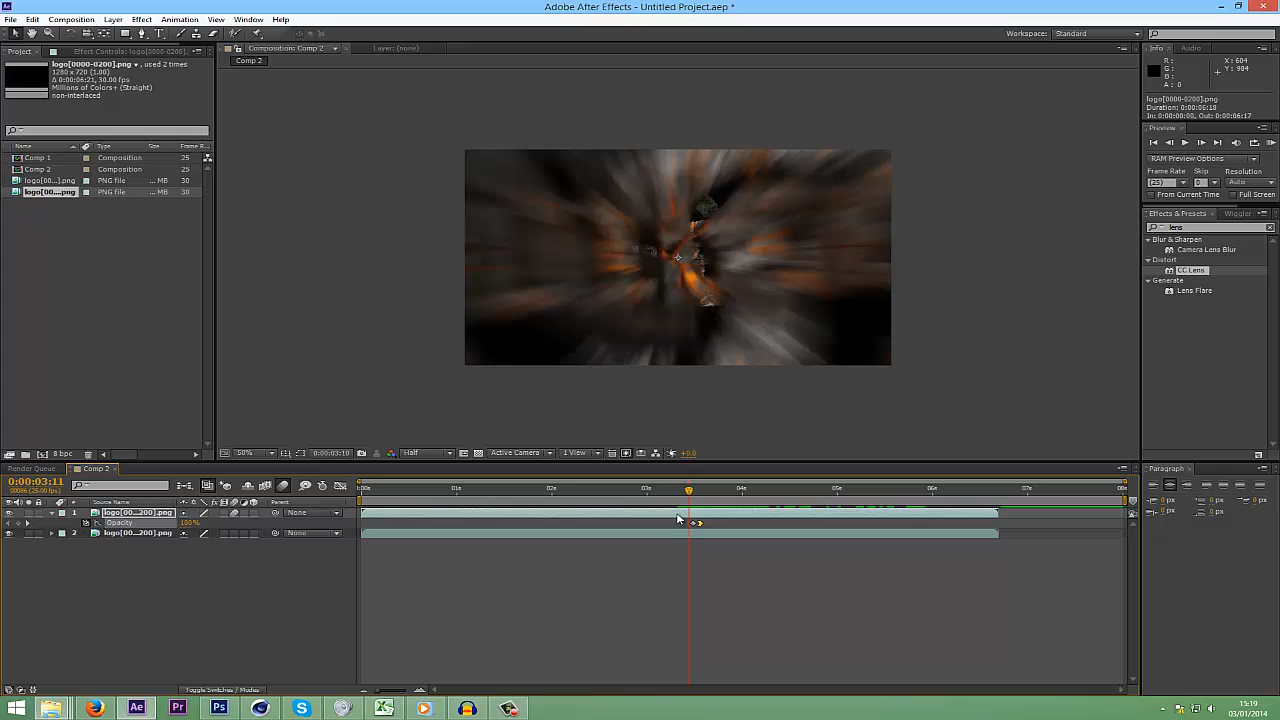 Adobe After Effects - Untitled Project.aep *
File Edit Composition Layer Effect Animation View Window Help
Workspace: Standard
Project Effect Controls: logo[0000-0200].
Composition: Comp 2 Layer: (none)
Comp 2
logo[0000-0200].png , used 2 times
1280 x 720 (1.00)
Δ 0:00:06:21, 30.00 fps
Millions of Colors+ (Straight)
non-interlaced
Name Type Size Frame R...
Comp 1 Composition 25
Comp 2 Composition 25
logo[00...].png PNG file ... MB 30
logo[00....png PNG file ... MB 30
8 bpc
50% 0:00:03:10 Half Active Camera 1 View +0.0
Info Audio
R : X : 604
G : Y : 984
B :
A : 0
logo[0000-0200].png
Duration: 0:00:06:18
In: 0:00:00:00, Out: 0:00:06:17
Preview
RAM Preview Options
Frame Rate Skip Resolution
(25) 0 Auto
From Current Time Full Screen
Effects & Presets Wiggler
lens
Blur & Sharpen
Camera Lens Blur
Distort
CC Lens
Generate
Lens Flare
Render Queue Comp 2
0:00:03:11
00086 (25.00 fps)
# Source Name Parent
1 logo[00...200].png None
Opacity 100%
2 logo[00...200].png None
:00s 01s 02s 03s 04s 05s 06s 07s 08s
Toggle Switches / Modes
Paragraph
0 px 0 px 0 px
0 px 0 px
15:19
03/01/2014